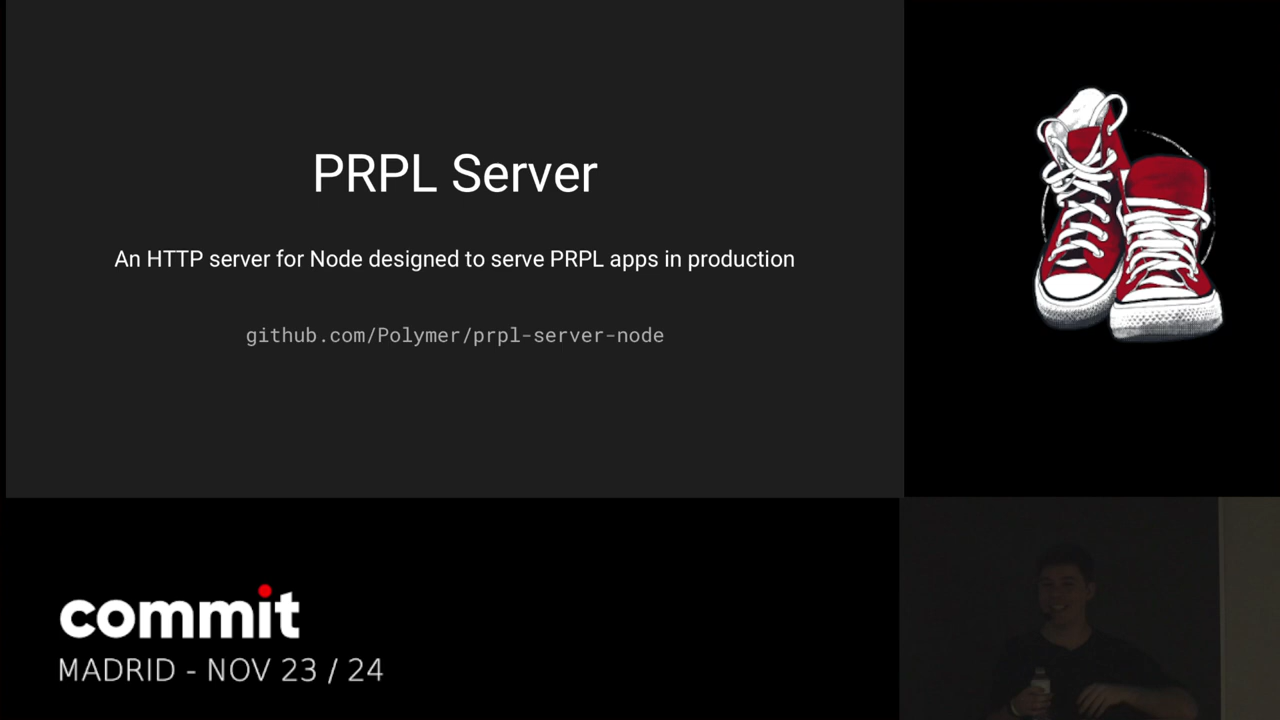 PRPL Server
An HTTP server for Node designed to serve PRPL apps in production
github.com/Polymer/prpl-server-node
commit
MADRID - NOV 23 / 24